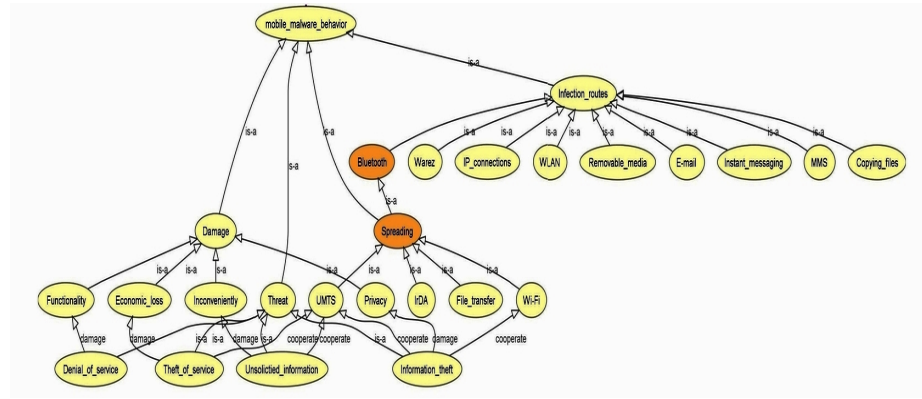 mobile_malware_behavior
is-a
Infection_routes
is-a is-a is-a is-a is-a is-a is-a is-a is-a is-a
Bluetooth Warez IP_connections WLAN Removable_media E-mail Instant_messaging MMS Copying_files
is-a
is-a
Damage Spreading
is-a is-a is-a is-a is-a is-a is-a is-a
Functionality Economic_loss Inconveniently Threat UMTS Privacy IrDA File_transfer Wi-Fi
damage damage is-a is-a damage is-a cooperate cooperate is-a cooperate damage cooperate
Denial_of_service Theft_of_service Unsolictied_information Information_theft